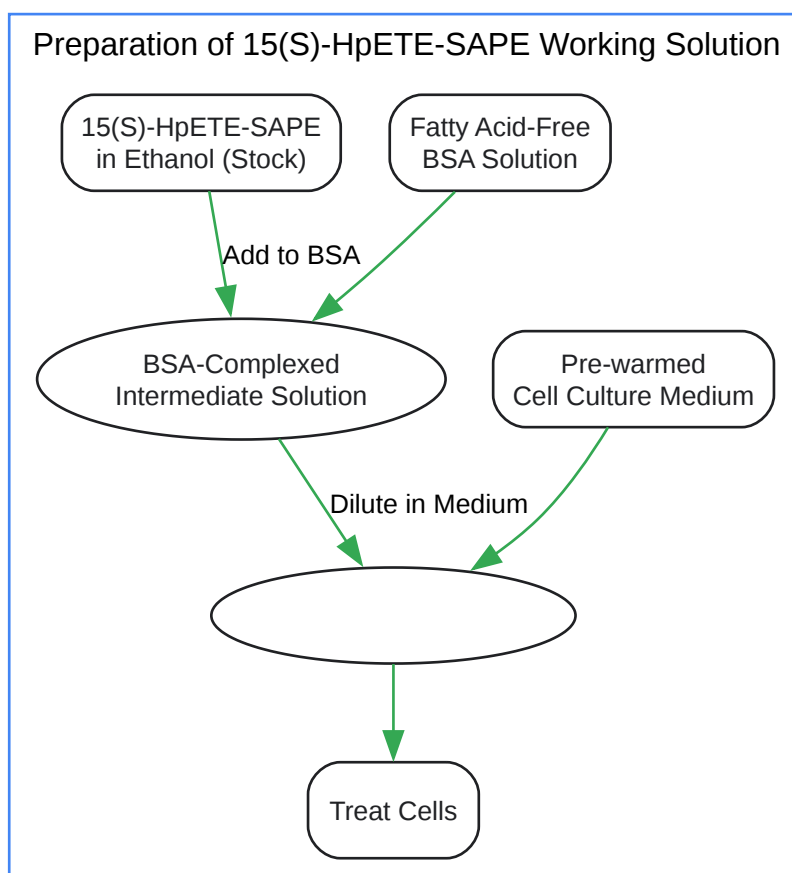 Preparation of 15(S)-HpETE-SAPE Working Solution
15(S)-HpETE-SAPE
in Ethanol (Stock)
Fatty Acid-Free
BSA Solution
Add to BSA
BSA-Complexed
Intermediate Solution
Pre-warmed
Cell Culture Medium
Dilute in Medium
Treat Cells